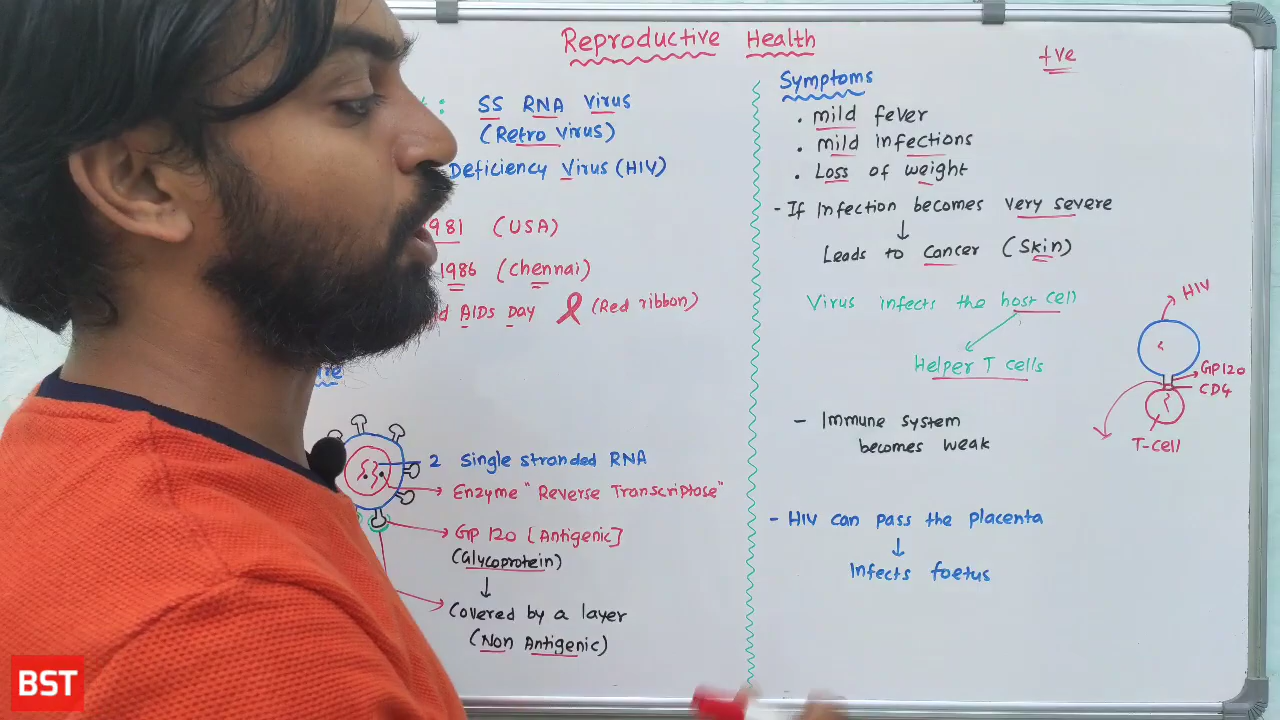 Reproductive Health
: SS RNA Virus
(Retro Virus)
Deficiency Virus (HIV)
1981 (USA)
1986 (Chennai)
AIDS Day (Red ribbon)
2 Single stranded RNA
Enzyme "Reverse Transcriptose"
GP 120 [Antigenic]
(Glycoprotein)
Covered by a layer
(Non Antigenic)
+ve
Symptoms
. mild fever
. mild infections
. Loss of weight
- If Infection becomes very severe
Leads to cancer (Skin)
Virus infects the host cell
Helper T cells
- Immune system
becomes weak
- HIV can pass the placenta
Infects foetus
HIV
GP120
CD4
T-cell
BST